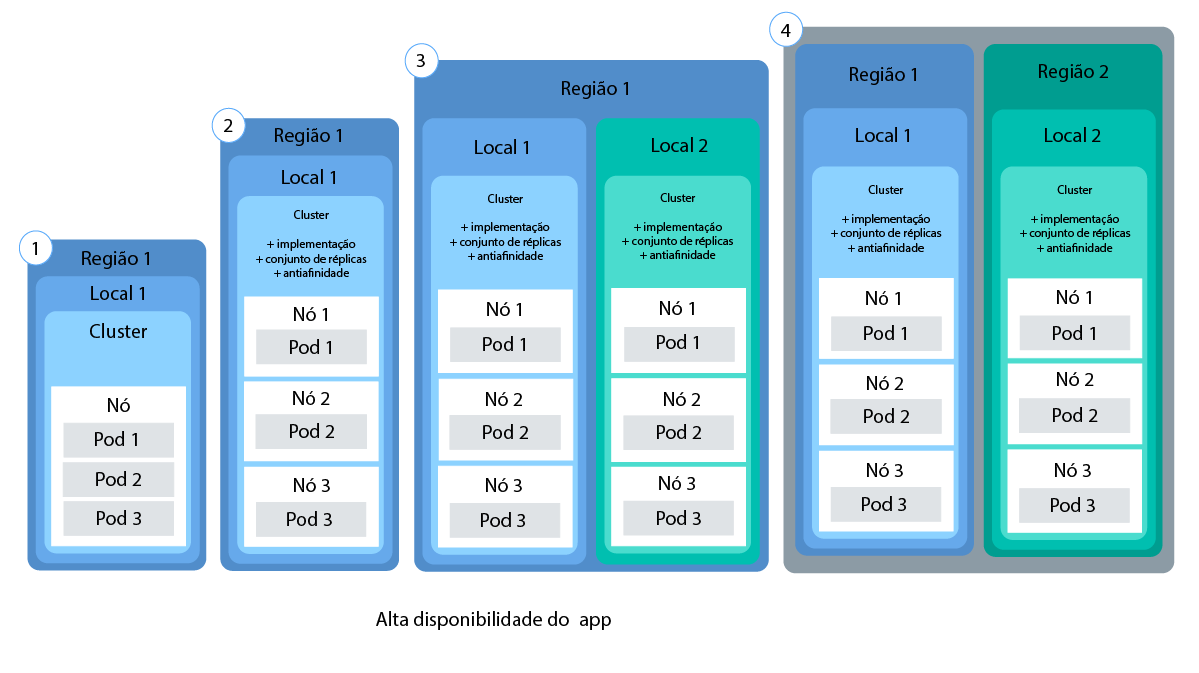 1
Região 1
Local 1
Cluster
Nó
Pod 1
Pod 2
Pod 3
2
Região 1
Local 1
Cluster
+ implementação
+ conjunto de réplicas
+ antiafinidade
Nó 1
Pod 1
Nó 2
Pod 2
Nó 3
Pod 3
3
Região 1
Local 1
Cluster
+ implementação
+ conjunto de réplicas
+ antiafinidade
Nó 1
Pod 1
Nó 2
Pod 2
Nó 3
Pod 3
Local 2
Cluster
+ implementação
+ conjunto de réplicas
+ antiafinidade
Nó 1
Pod 1
Nó 2
Pod 2
Nó 3
Pod 3
4
Região 1
Local 1
Cluster
+ implementação
+ conjunto de réplicas
+ antiafinidade
Nó 1
Pod 1
Nó 2
Pod 2
Nó 3
Pod 3
Região 2
Local 2
Cluster
+ implementação
+ conjunto de réplicas
+ antiafinidade
Nó 1
Pod 1
Nó 2
Pod 2
Nó 3
Pod 3
Alta disponibilidade do app